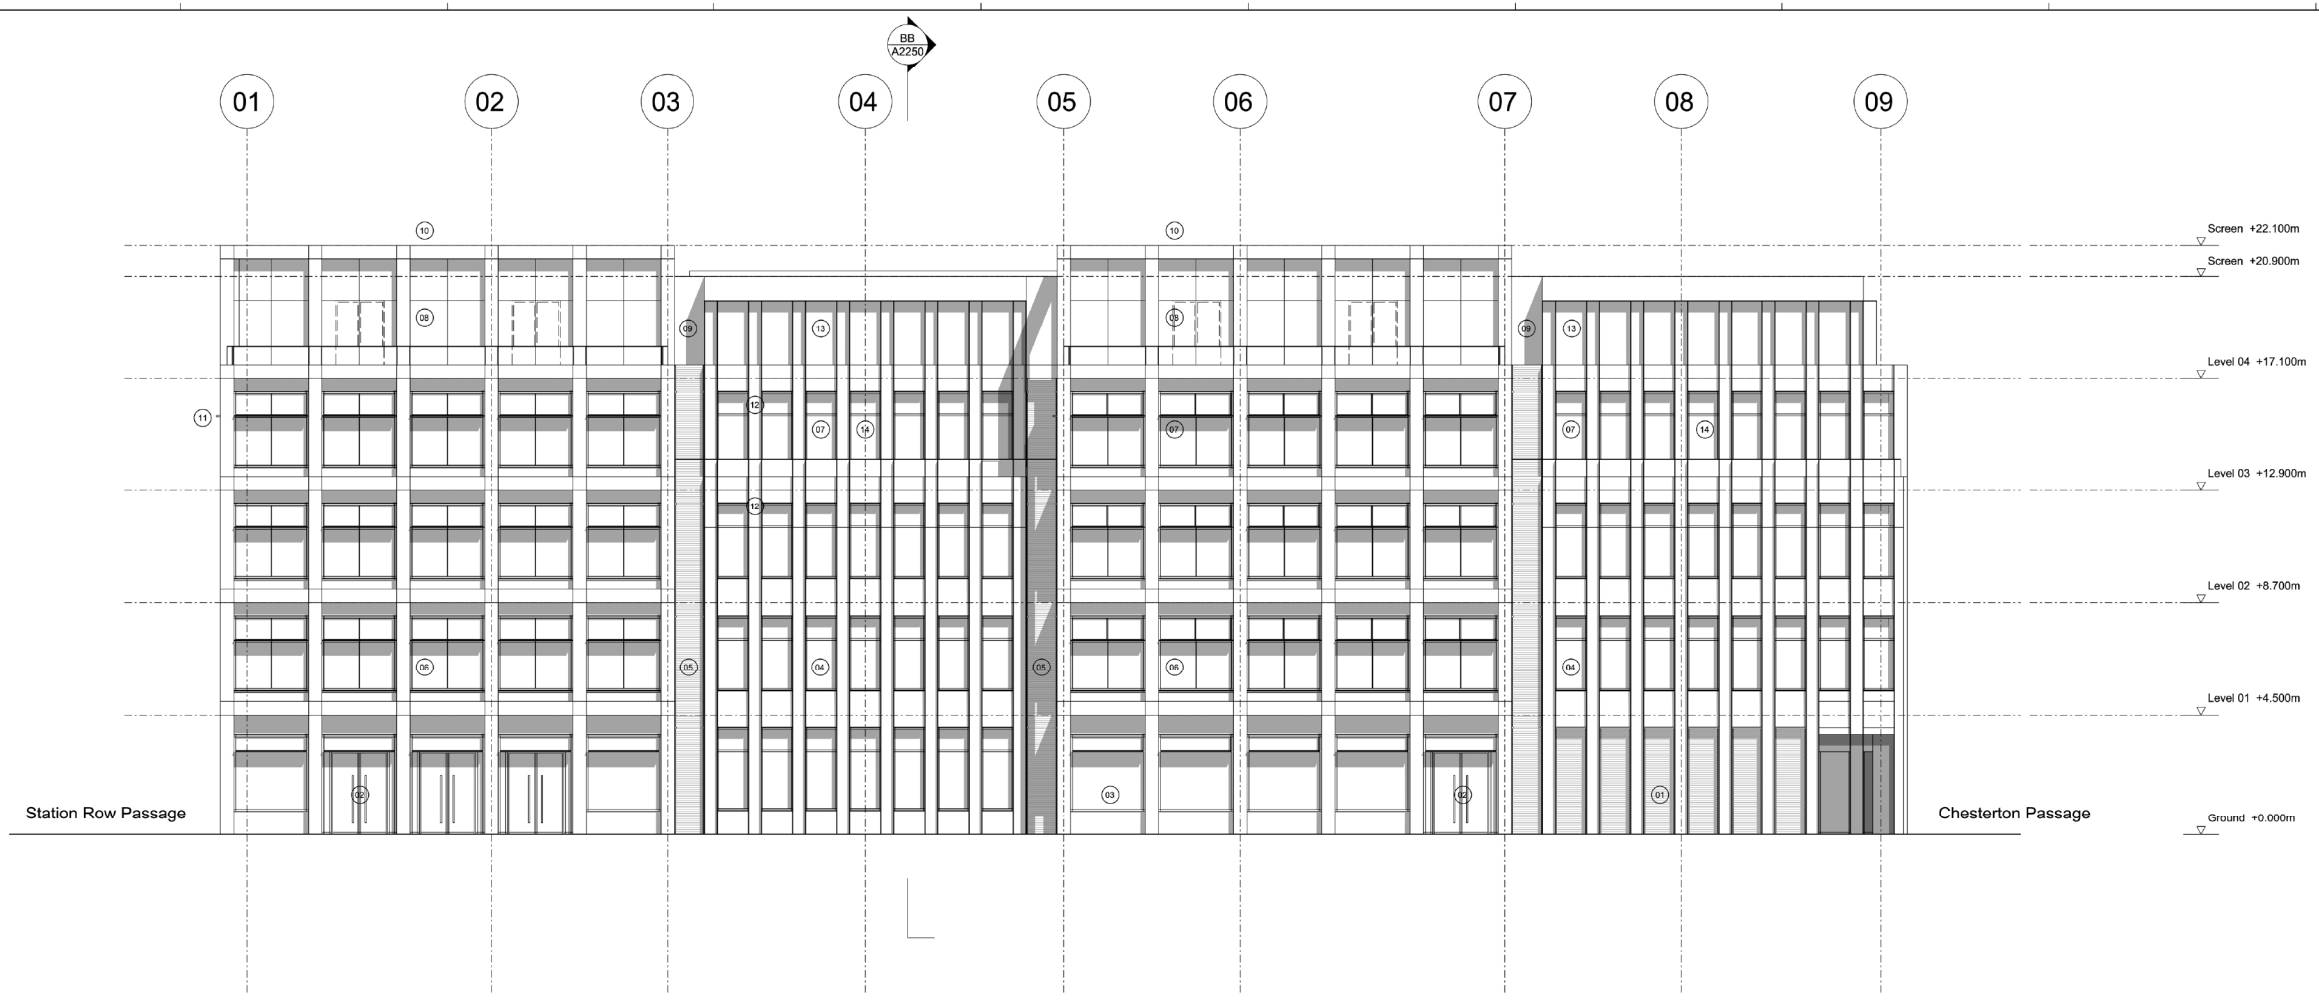 BB
A2250
01 02 03 04 05 06 07 08 09
10 10
Screen +22.100m
Screen +20.900m
08 08
09 13 09 13
Level 04 +17.100m
12
11
07 14 07 07 14
Level 03 +12.900m
12
Level 02 +8.700m
06 05 04 05 06 04
Level 01 +4.500m
02 03 02 01
Station Row Passage
Chesterton Passage
Ground +0.000m